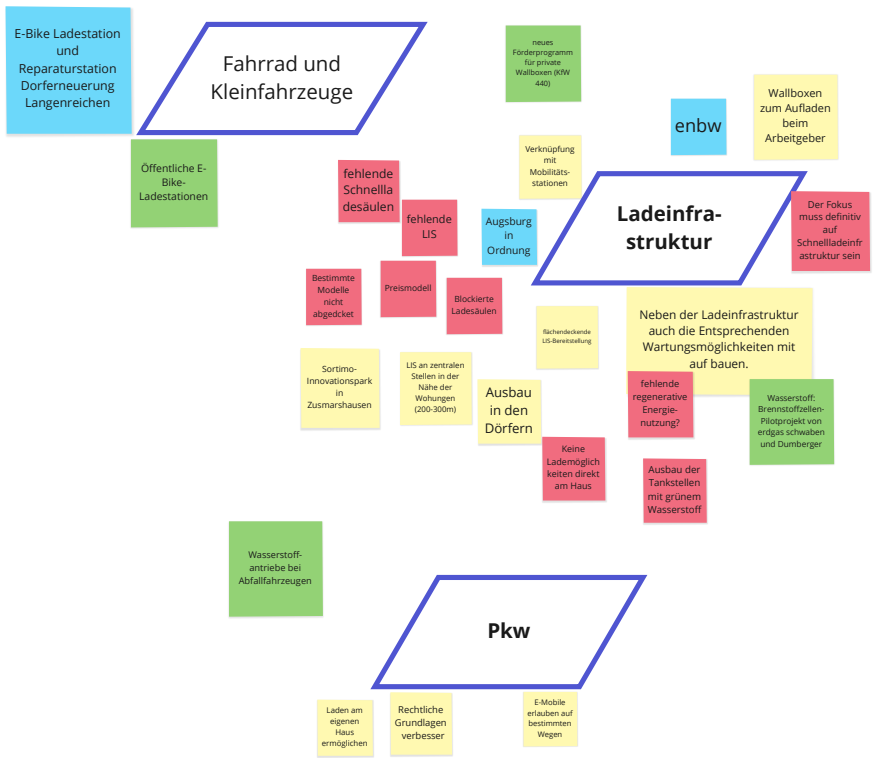 E-Bike Ladestation
und
Reparaturstation
Dorferneuerung
Langenreichen
Fahrrad und
Kleinfahrzeuge
Öffentliche E-
Bike-
Ladestationen
neues
Förderprogramm
für private
Wallboxen (KfW
440)
enbw
Wallboxen
zum Aufladen
beim
Arbeitgeber
Verknüpfung
mit
Mobilitäts-
stationen
fehlende
Schnellla
desäulen
fehlende
LIS
Augsburg
in
Ordnung
Ladeinfra-
struktur
Der Fokus
muss definitiv
auf
Schnellladeinfr
astruktur sein
Bestimmte
Modelle
nicht
abgedcket
Preismodell
Blockierte
Ladesäulen
flächendeckende
LIS-Bereitstellung
Neben der Ladeinfrastruktur
auch die Entsprechenden
Wartungsmöglichkeiten mit
auf bauen.
Sortimo-
Innovationspark
in
Zusmarshausen
LIS an zentralen
Stellen in der
Nähe der
Wohungen
(200-300m)
Ausbau
in den
Dörfern
fehlende
regenerative
Energie-
nutzung?
Wasserstoff:
Brennstoffzellen-
Pilotprojekt von
erdgas schwaben
und Dumberger
Keine
Lademöglich
keiten direkt
am Haus
Ausbau der
Tankstellen
mit grünem
Wasserstoff
Wasserstoff-
antriebe bei
Abfallfahrzeugen
Pkw
Laden am
eigenen
Haus
ermöglichen
Rechtliche
Grundlagen
verbesser
E-Mobile
erlauben auf
bestimmten
Wegen